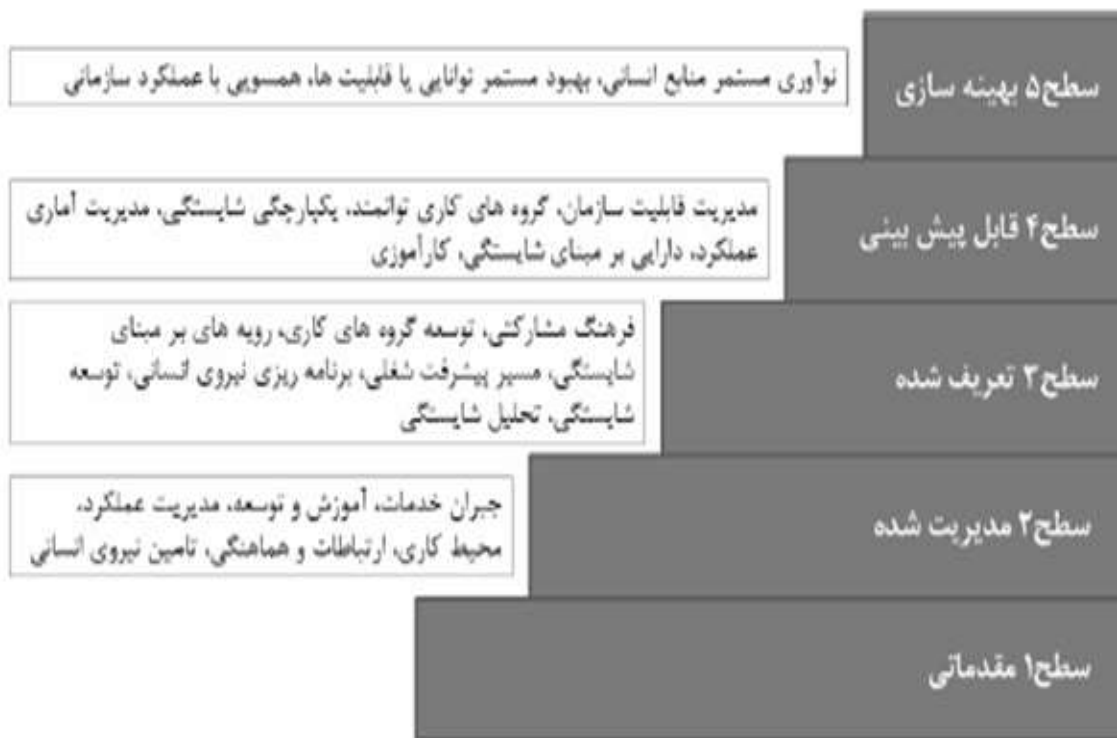 سطح۵ بهینه سازی
نوآوری مستمر منابع انسانی، بهبود مستمر توانایی یا قابلیت ها، همسویی با عملکرد سازمانی
سطح۴ قابل پیش بینی
مدیریت قابلیت سازمان، گروه های کاری توانمند، یکپارچگی شایستگی، مدیریت آماری
عملکرد، دارایی بر مبنای شایستگی، کارآموزی
سطح۳ تعریف شده
فرهنگ مشارکتی، توسعه گروه های کاری، رویه های بر مبنای
شایستگی، مسیر پیشرفت شغلی، برنامه ریزی نیروی انسانی، توسعه
شایستگی، تحلیل شایستگی
سطح۲ مدیریت شده
جبران خدمات، آموزش و توسعه، مدیریت عملکرد،
محیط کاری، ارتباطات و هماهنگی، تامین نیروی انسانی
سطح۱ مقدماتی